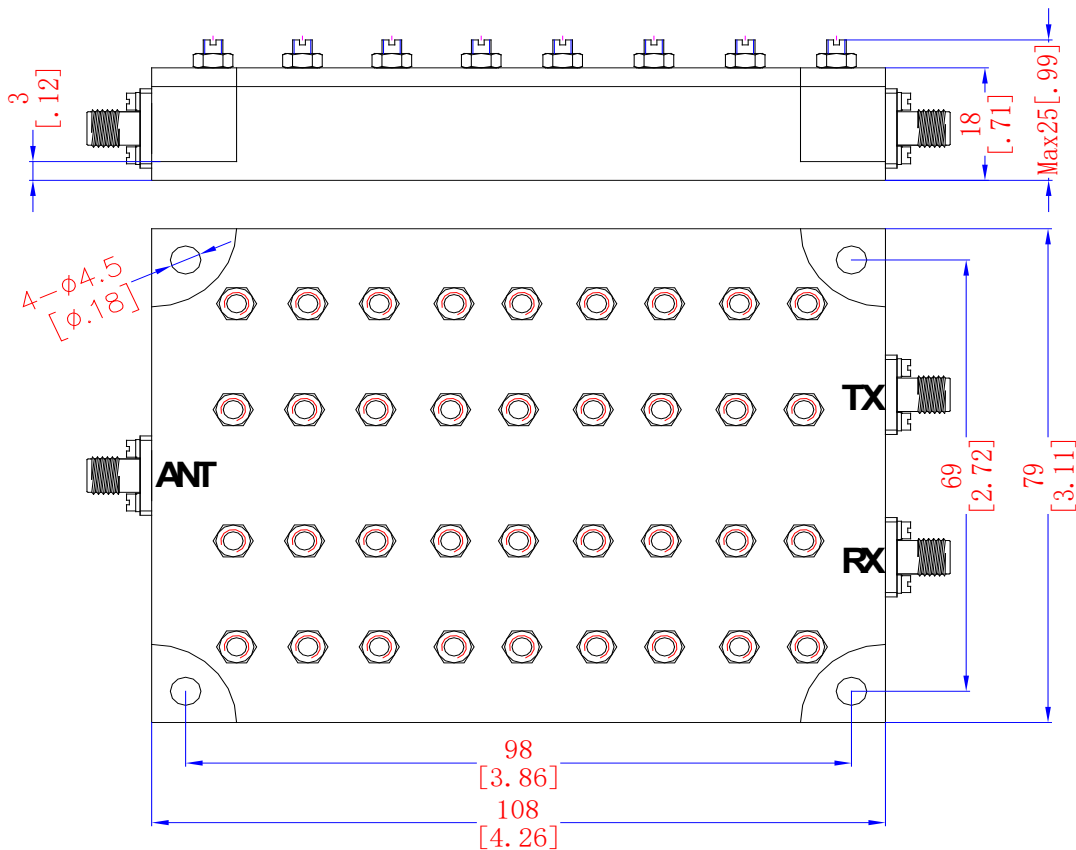 3
[.12]
18
[.71]
Max25[.99]
4-ø4.5
[ø.18]
TX
ANT
RX
69
[2.72]
79
[3.11]
98
[3.86]
108
[4.26]